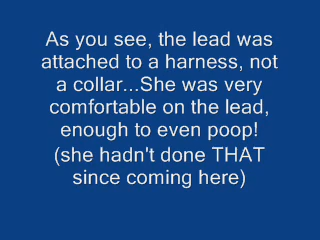 As you see, the lead was
attached to a harness, not
a collar...She was very
comfortable on the lead,
enough to even poop!
(she hadn't done THAT
since coming here)